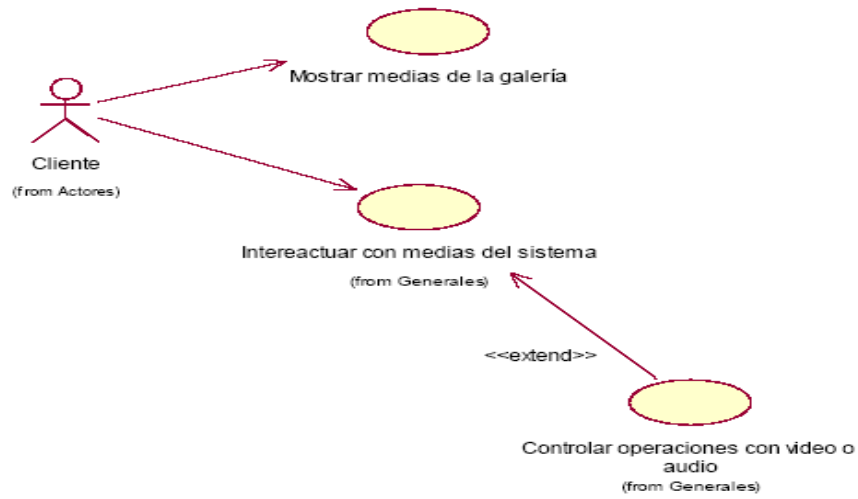 Mostrar medias de la galería
Cliente
(from Actores)
Intereactuar con medias del sistema
(from Generales)
<<extend>>
Controlar operaciones con video o
audio
(from Generales)